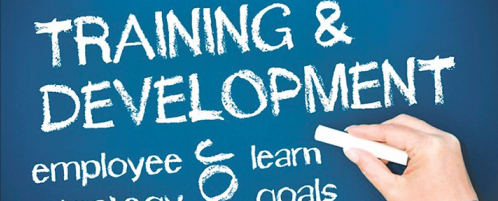 TRAINING &
DEVELOPMENT
employee learn
goals